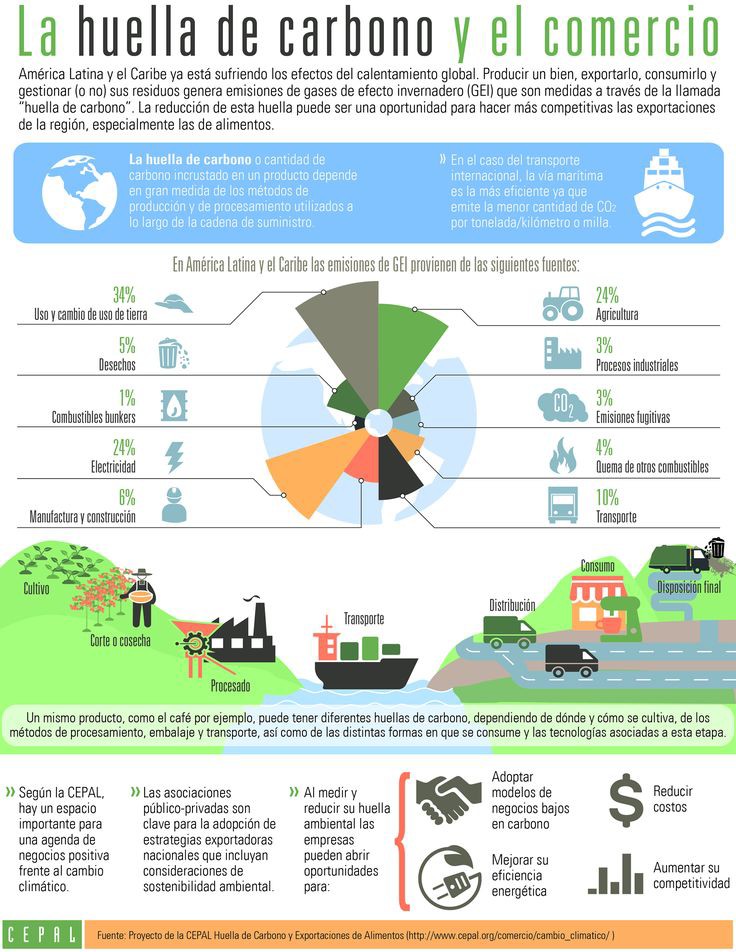 La huella de carbono y el comercio
América Latina y el Caribe ya está sufriendo los efectos del calentamiento global. Producir un bien, exportarlo, consumirlo y
gestionar (o no) sus residuos genera emisiones de gases de efecto invernadero (GEI) que son medidas a través de la llamada
“huella de carbono”. La reducción de esta huella puede ser una oportunidad para hacer más competitivas las exportaciones
de la región, especialmente las de alimentos.
La huella de carbono o cantidad de
carbono incrustado en un producto depende
en gran medida de los métodos de
producción y de procesamiento utilizados a
lo largo de la cadena de suministro.
» En el caso del transporte
internacional, la vía marítima
es la más eficiente ya que
emite la menor cantidad de CO2
por tonelada/kilómetro o milla.
En América Latina y el Caribe las emisiones de GEI provienen de las siguientes fuentes:
34%
Uso y cambio de uso de tierra
5%
Desechos
1%
Combustibles bunkers
24%
Electricidad
6%
Manufactura y construcción
24%
Agricultura
3%
Procesos industriales
CO2
3%
Emisiones fugitivas
4%
Quema de otros combustibles
10%
Transporte
Cultivo
Corte o cosecha
Procesado
Transporte
Distribución
Consumo
Disposición final
Un mismo producto, como el café por ejemplo, puede tener diferentes huellas de carbono, dependiendo de dónde y cómo se cultiva, de los
métodos de procesamiento, embalaje y transporte, así como de las distintas formas en que se consume y las tecnologías asociadas a esta etapa.
» Según la CEPAL,
hay un espacio
importante para
una agenda de
negocios positiva
frente al cambio
climático.
» Las asociaciones
público-privadas son
clave para la adopción de
estrategias exportadoras
nacionales que incluyan
consideraciones de
sostenibilidad ambiental.
» Al medir y
reducir su huella
ambiental las
empresas
pueden abrir
oportunidades
para:
Adoptar
modelos de
negocios bajos
en carbono
$
Reducir
costos
Mejorar su
eficiencia
energética
Aumentar su
competitividad
CEPAL
Fuente: Proyecto de la CEPAL Huella de Carbono y Exportaciones de Alimentos (http://www.cepal.org/comercio/cambio_climatico/ )